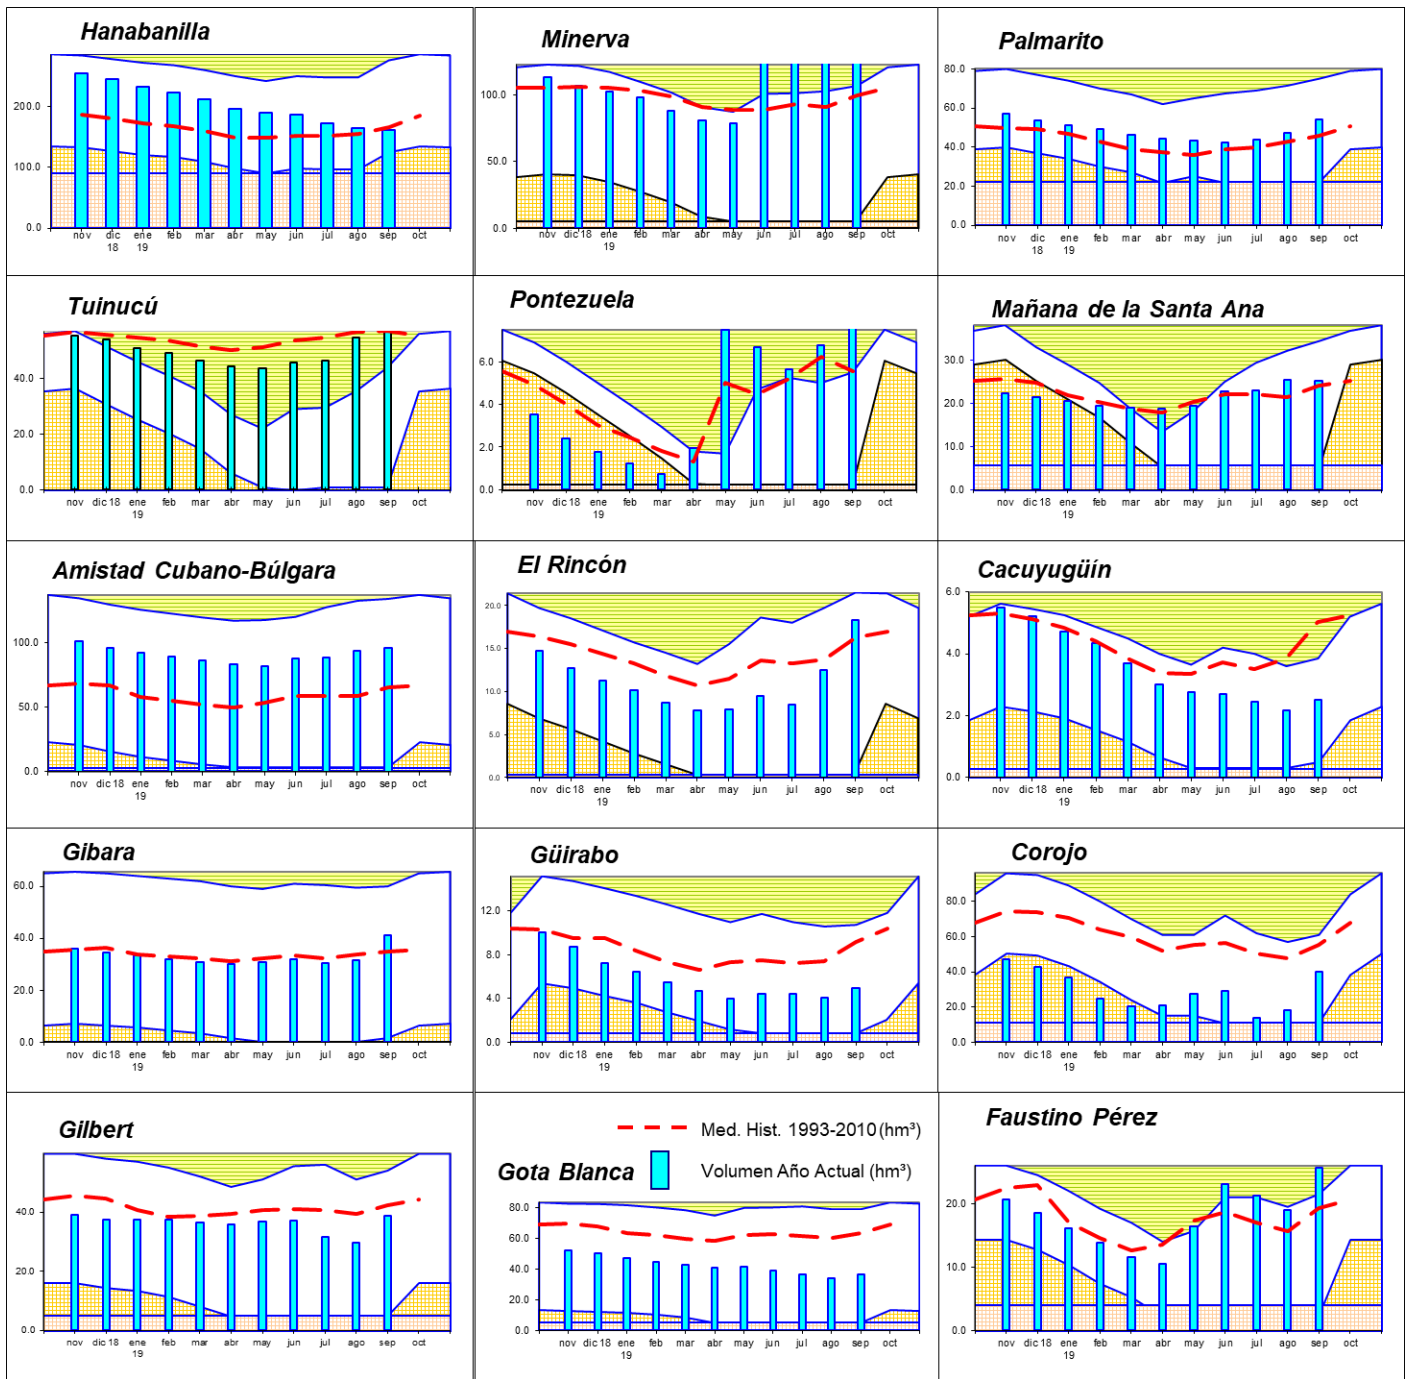 Hanabanilla
200.0
100.0
0.0
nov dic 18 ene 19 feb mar abr may jun jul ago sep oct
Minerva
100.0
50.0
0.0
nov dic 18 ene 19 feb mar abr may jun jul ago sep oct
Palmarito
80.0
60.0
40.0
20.0
0.0
nov dic 18 ene 19 feb mar abr may jun jul ago sep oct
Tuinucú
40.0
20.0
0.0
nov dic 18 ene 19 feb mar abr may jun jul ago sep oct
Pontezuela
6.0
4.0
2.0
0.0
nov dic 18 ene 19 feb mar abr may jun jul ago sep oct
Mañana de la Santa Ana
30.0
20.0
10.0
0.0
nov dic 18 ene 19 feb mar abr may jun jul ago sep oct
Amistad Cubano-Búlgara
100.0
50.0
0.0
nov dic 18 ene 19 feb mar abr may jun jul ago sep oct
El Rincón
20.0
15.0
10.0
5.0
0.0
nov dic 18 ene 19 feb mar abr may jun jul ago sep oct
Cacuyugüín
6.0
4.0
2.0
0.0
nov dic 18 ene 19 feb mar abr may jun jul ago sep oct
Gibara
60.0
40.0
20.0
0.0
nov dic 18 ene 19 feb mar abr may jun jul ago sep oct
Güirabo
12.0
8.0
4.0
0.0
nov dic 18 ene 19 feb mar abr may jun jul ago sep oct
Corojo
80.0
60.0
40.0
20.0
0.0
nov dic 18 ene 19 feb mar abr may jun jul ago sep oct
Gilbert
40.0
20.0
0.0
nov dic 18 ene 19 feb mar abr may jun jul ago sep oct
Med. Hist. 1993-2010 (hm³)
Volumen Año Actual (hm³)
Gota Blanca
80.0
60.0
40.0
20.0
0.0
nov dic 18 ene 19 feb mar abr may jun jul ago sep oct
Faustino Pérez
20.0
10.0
0.0
nov dic 18 ene 19 feb mar abr may jun jul ago sep oct